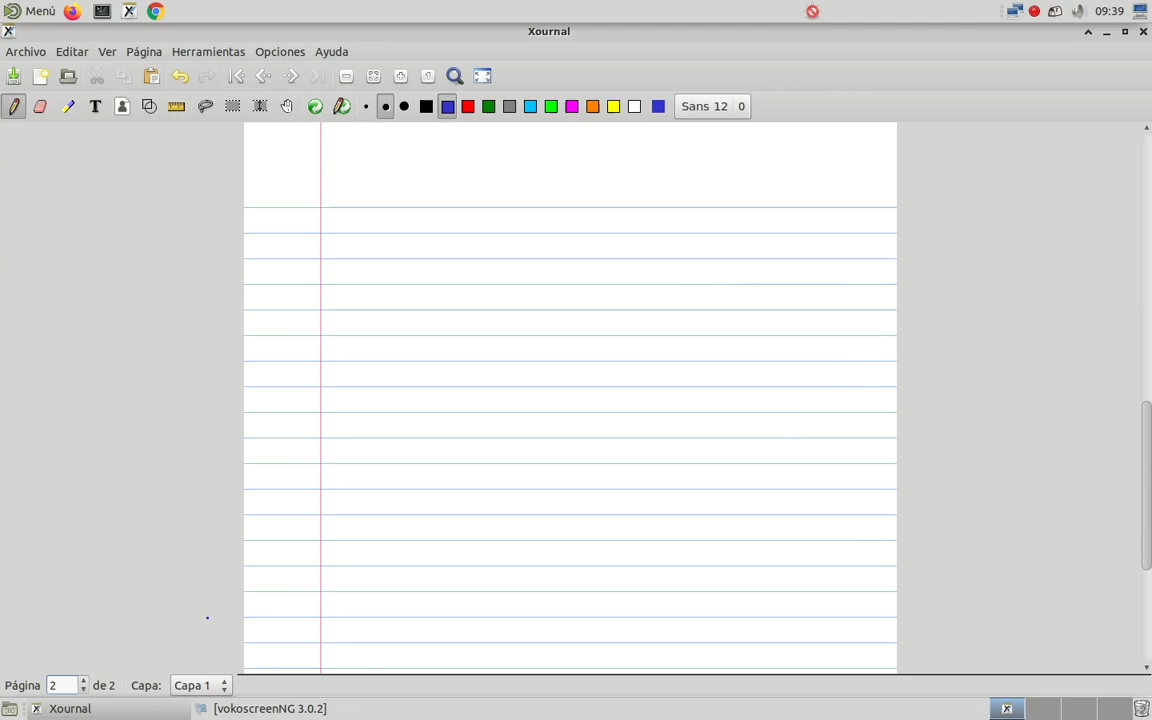 Menú 09:39
Xournal
Archivo Editar Ver Página Herramientas Opciones Ayuda
T Sans 12 0
Página 2 de 2 Capa: Capa 1
Xournal [vokoscreenNG 3.0.2]